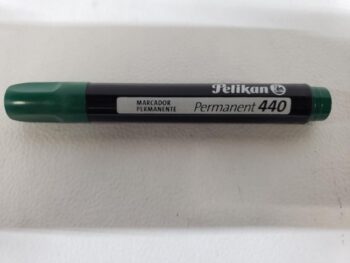 Pelikan
MARCADOR
PERMANENTE
Permanent 440